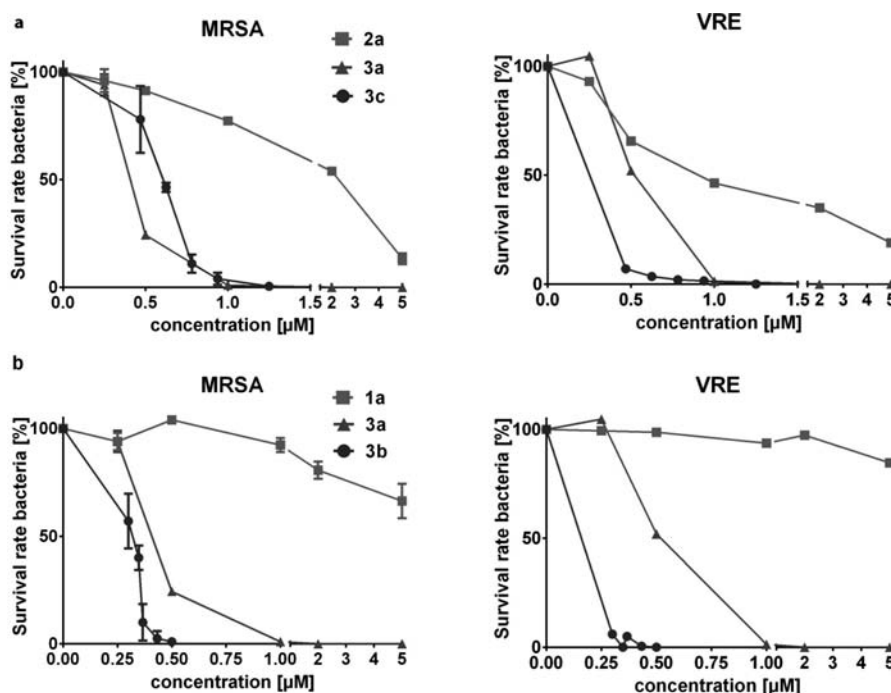 a
MRSA
VRE
2a
3a
3c
Survival rate bacteria [%]
100
50
0
0.0 0.5 1.0 1.5 2 3 4 5
concentration [µM]
Survival rate bacteria [%]
100
50
0
0.0 0.5 1.0 1.5 2 3 4 5
concentration [µM]
b
MRSA
VRE
1a
3a
3b
Survival rate bacteria [%]
100
50
0
0.00 0.25 0.50 0.75 1.00 2 3 4 5
concentration [µM]
Survival rate bacteria [%]
100
50
0
0.00 0.25 0.50 0.75 1.00 2 3 4 5
concentration [µM]